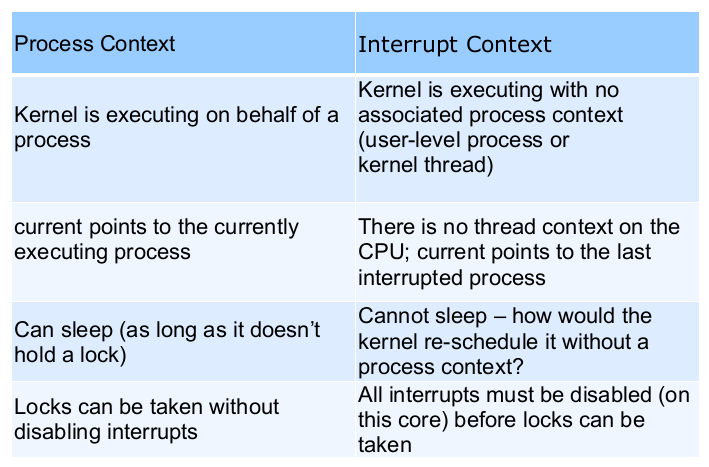 Process Context
Interrupt Context
Kernel is executing on behalf of a
process
Kernel is executing with no
associated process context
(user-level process or
kernel thread)
current points to the currently
executing process
There is no thread context on the
CPU; current points to the last
interrupted process
Can sleep (as long as it doesn’t
hold a lock)
Cannot sleep – how would the
kernel re-schedule it without a
process context?
Locks can be taken without
disabling interrupts
All interrupts must be disabled (on
this core) before locks can be
taken